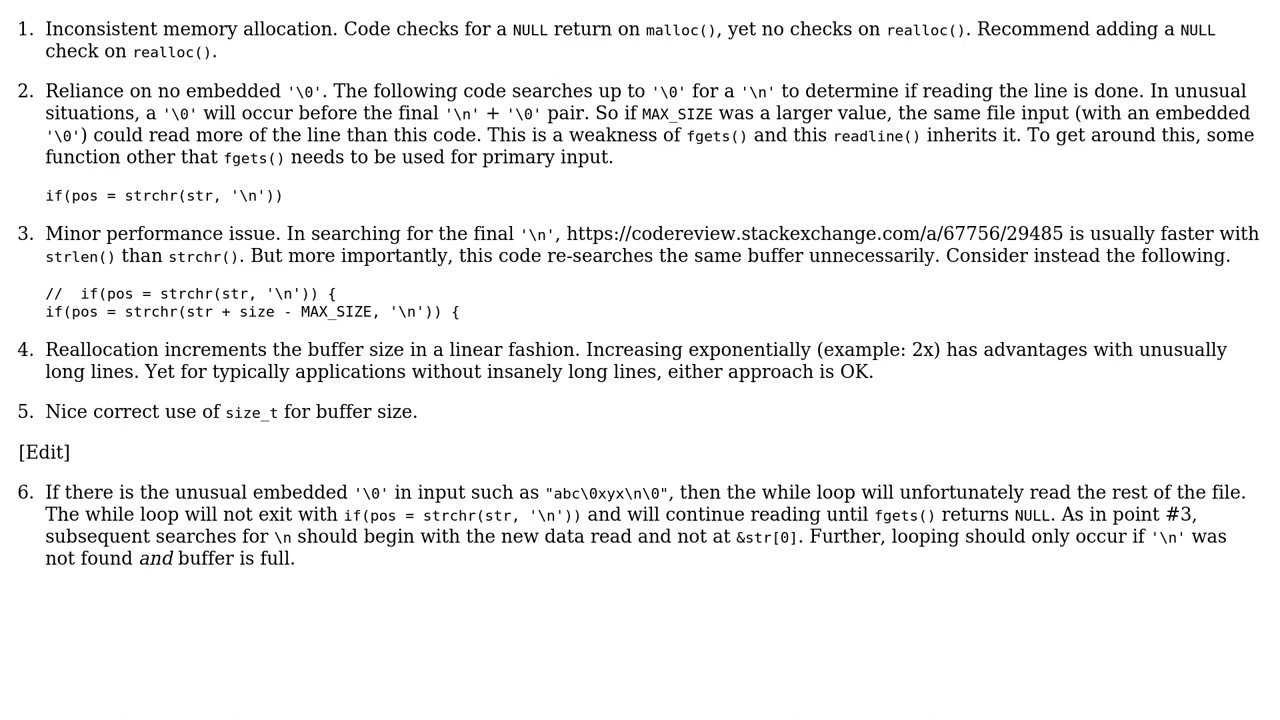 1. Inconsistent memory allocation. Code checks for a NULL return on malloc(), yet no checks on realloc(). Recommend adding a NULL
check on realloc().
2. Reliance on no embedded '\0'. The following code searches up to '\0' for a '\n' to determine if reading the line is done. In unusual
situations, a '\0' will occur before the final '\n' + '\0' pair. So if MAX_SIZE was a larger value, the same file input (with an embedded
'\0') could read more of the line than this code. This is a weakness of fgets() and this readline() inherits it. To get around this, some
function other that fgets() needs to be used for primary input.
if(pos = strchr(str, '\n'))
3. Minor performance issue. In searching for the final '\n', https://codereview.stackexchange.com/a/67756/29485 is usually faster with
strlen() than strchr(). But more importantly, this code re-searches the same buffer unnecessarily. Consider instead the following.
//  if(pos = strchr(str, '\n')) {
if(pos = strchr(str + size - MAX_SIZE, '\n')) {
4. Reallocation increments the buffer size in a linear fashion. Increasing exponentially (example: 2x) has advantages with unusually
long lines. Yet for typically applications without insanely long lines, either approach is OK.
5. Nice correct use of size_t for buffer size.
[Edit]
6. If there is the unusual embedded '\0' in input such as "abc\0xyx\n\0", then the while loop will unfortunately read the rest of the file.
The while loop will not exit with if(pos = strchr(str, '\n')) and will continue reading until fgets() returns NULL. As in point #3,
subsequent searches for \n should begin with the new data read and not at &str[0]. Further, looping should only occur if '\n' was
not found and buffer is full.